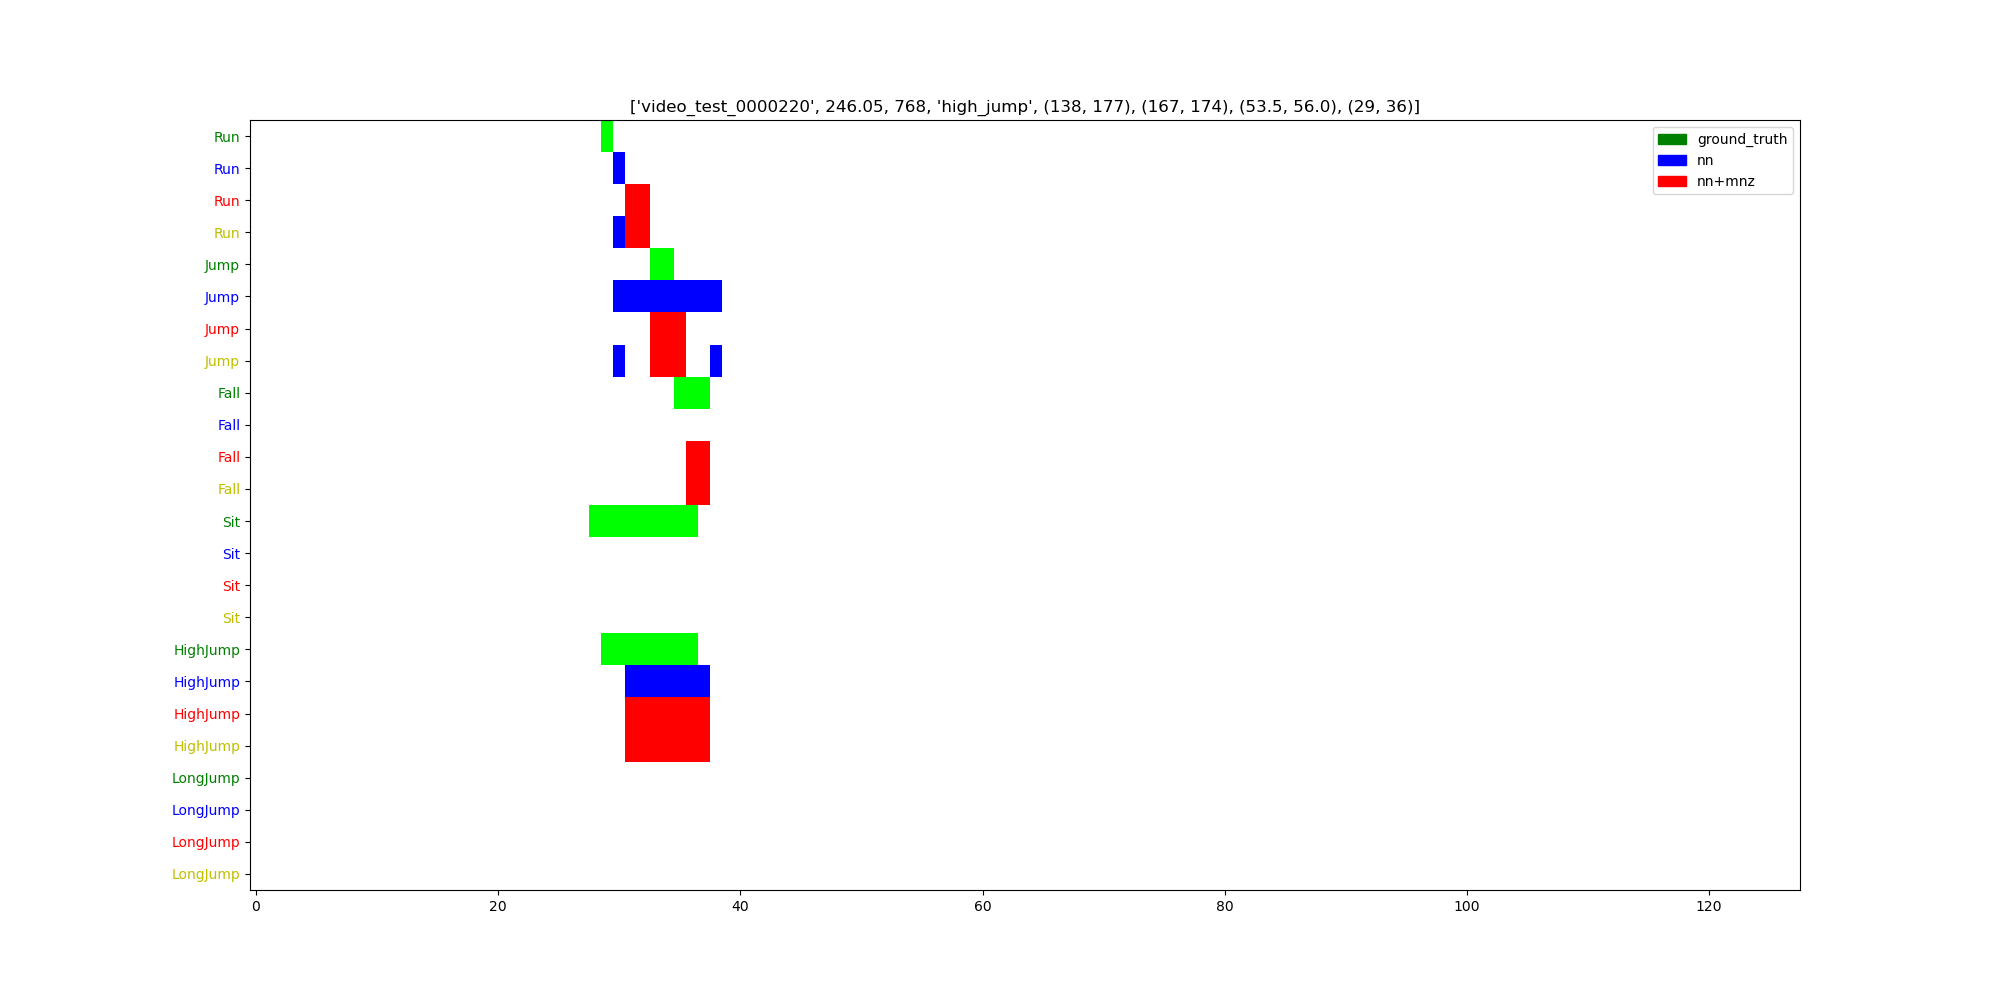 ['video_test_0000220', 246.05, 768, 'high_jump', (138, 177), (167, 174), (53.5, 56.0), (29, 36)]
ground_truth
nn
nn+mnz
Run
Run
Run
Run
Jump
Jump
Jump
Jump
Fall
Fall
Fall
Fall
Sit
Sit
Sit
Sit
HighJump
HighJump
HighJump
HighJump
LongJump
LongJump
LongJump
LongJump
0 20 40 60 80 100 120